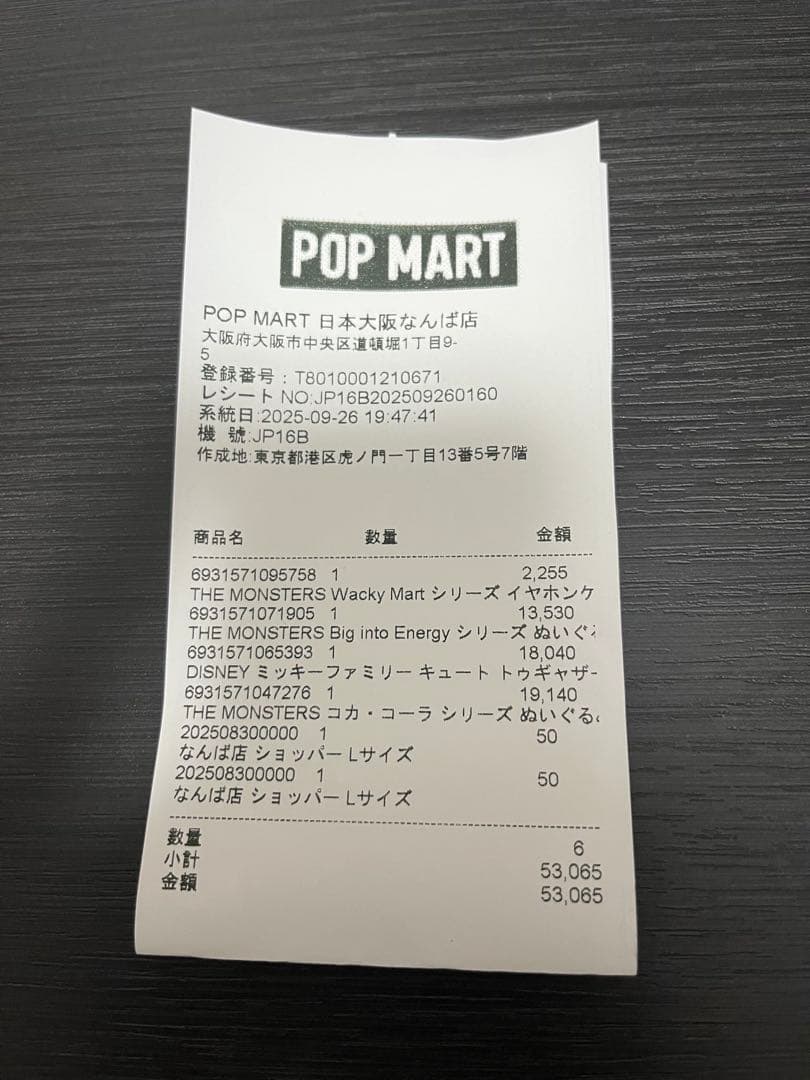 POP MART
POP MART 日本大阪なんば店
大阪府大阪市中央区道頓堀1丁目9-
5
登録番号：T8010001210671
レシート NO:JP16B202509260160
系統日:2025-09-26 19:47:41
機 號:JP16B
作成地:東京都港区虎ノ門一丁目13番5号7階
商品名 数量 金額
6931571095758 1 2,255
THE MONSTERS Wacky Mart シリーズ イヤホンケ
6931571071905 1 13,530
THE MONSTERS Big into Energy シリーズ ぬいぐ
6931571065393 1 18,040
DISNEY ミッキーファミリー キュート トゥギャザー
6931571047276 1 19,140
THE MONSTERS コカ・コーラ シリーズ ぬいぐる
202508300000 1 50
なんば店 ショッパー Lサイズ
202508300000 1 50
なんば店 ショッパー Lサイズ
数量 6
小計 53,065
金額 53,065